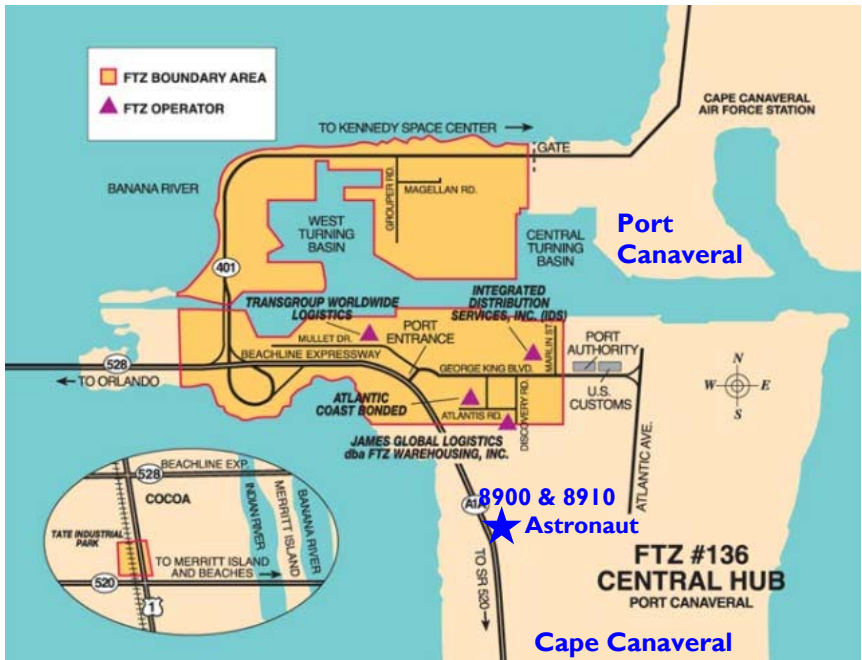 FTZ BOUNDARY AREA
FTZ OPERATOR
CAPE CANAVERAL
AIR FORCE STATION
TO KENNEDY SPACE CENTER
GATE
BANANA RIVER
GROUPER RD.
MAGELLAN RD.
WEST
TURNING
BASIN
CENTRAL
TURNING
BASIN
Port
Canaveral
401
TRANSGROUP WORLDWIDE
LOGISTICS
INTEGRATED
DISTRIBUTION
SERVICES, INC. (IDS)
MULLET DR.
PORT
ENTRANCE
MARLIN ST.
PORT
AUTHORITY
BEACHLINE EXPRESSWAY
GEORGE KING BLVD.
528
TO ORLANDO
U.S.
CUSTOMS
N
W
E
S
ATLANTIC
COAST BONDED
ATLANTIS RD.
DISCOVERY RD.
JAMES GLOBAL LOGISTICS
dba FTZ WAREHOUSING, INC.
ATLANTIC AVE.
528
BEACHLINE EXP.
COCOA
INDIAN RIVER
MERRITT ISLAND
BANANA RIVER
TATE INDUSTRIAL
PARK
TO MERRITT ISLAND
AND BEACHES
520
1
A1A
8900 & 8910
Astronaut
TO SR 520
FTZ #136
CENTRAL HUB
PORT CANAVERAL
Cape Canaveral